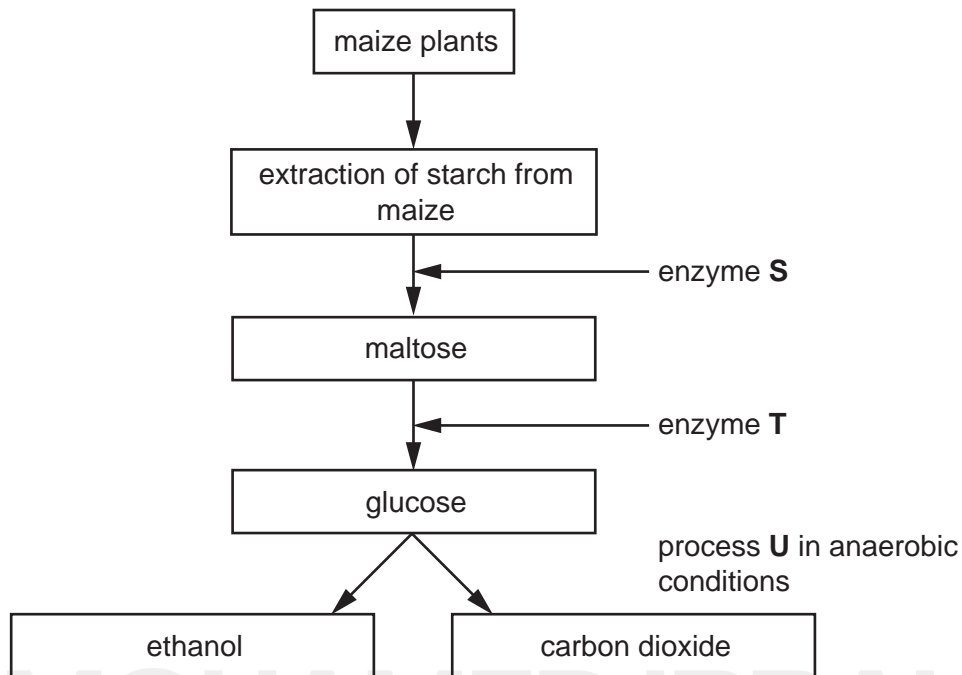 maize plants
extraction of starch from
maize
enzyme S
maltose
enzyme T
glucose
process U in anaerobic
conditions
ethanol
carbon dioxide